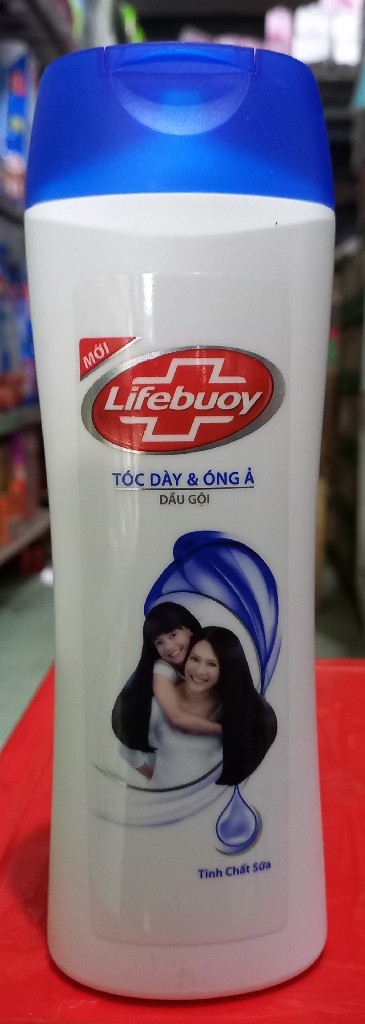 MỚI
Lifebuoy
TÓC DÀY & ÓNG Ả
DẦU GỘI
Tinh Chất Sữa